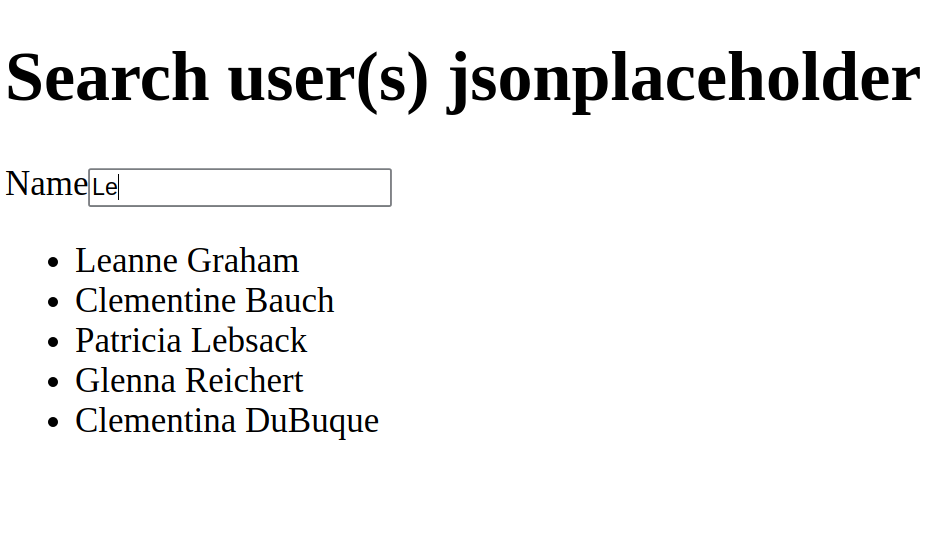 Search user(s) jsonplaceholder
Name Le
Leanne Graham
Clementine Bauch
Patricia Lebsack
Glenna Reichert
Clementina DuBuque